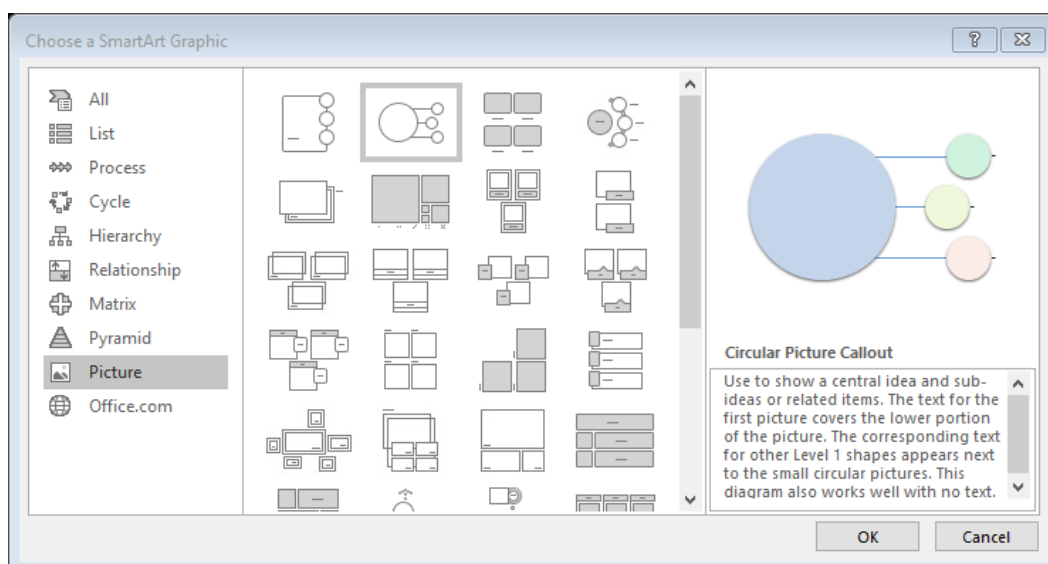 Choose a SmartArt Graphic
All
List
Process
Cycle
Hierarchy
Relationship
Matrix
Pyramid
Picture
Office.com
Circular Picture Callout
Use to show a central idea and sub-
ideas or related items. The text for the
first picture covers the lower portion
of the picture. The corresponding text
for other Level 1 shapes appears next
to the small circular pictures. This
diagram also works well with no text.
OK
Cancel